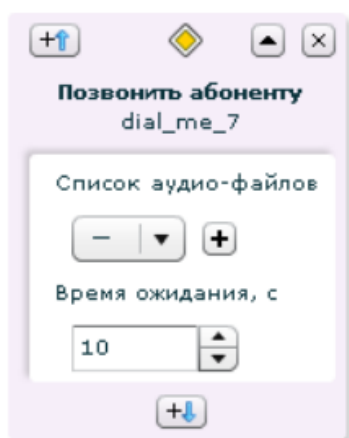 Позвонить абоненту
dial_me_7
Список аудио-файлов
–
Время ожидания, с
10